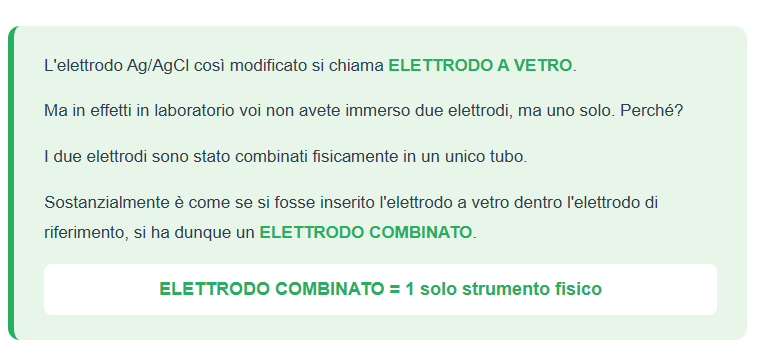 L'elettrodo Ag/AgCl così modificato si chiama ELETTRODO A VETRO.
Ma in effetti in laboratorio voi non avete immerso due elettrodi, ma uno solo. Perché?
I due elettrodi sono stato combinati fisicamente in un unico tubo.
Sostanzialmente è come se si fosse inserito l'elettrodo a vetro dentro l'elettrodo di
riferimento, si ha dunque un ELETTRODO COMBINATO.
ELETTRODO COMBINATO = 1 solo strumento fisico